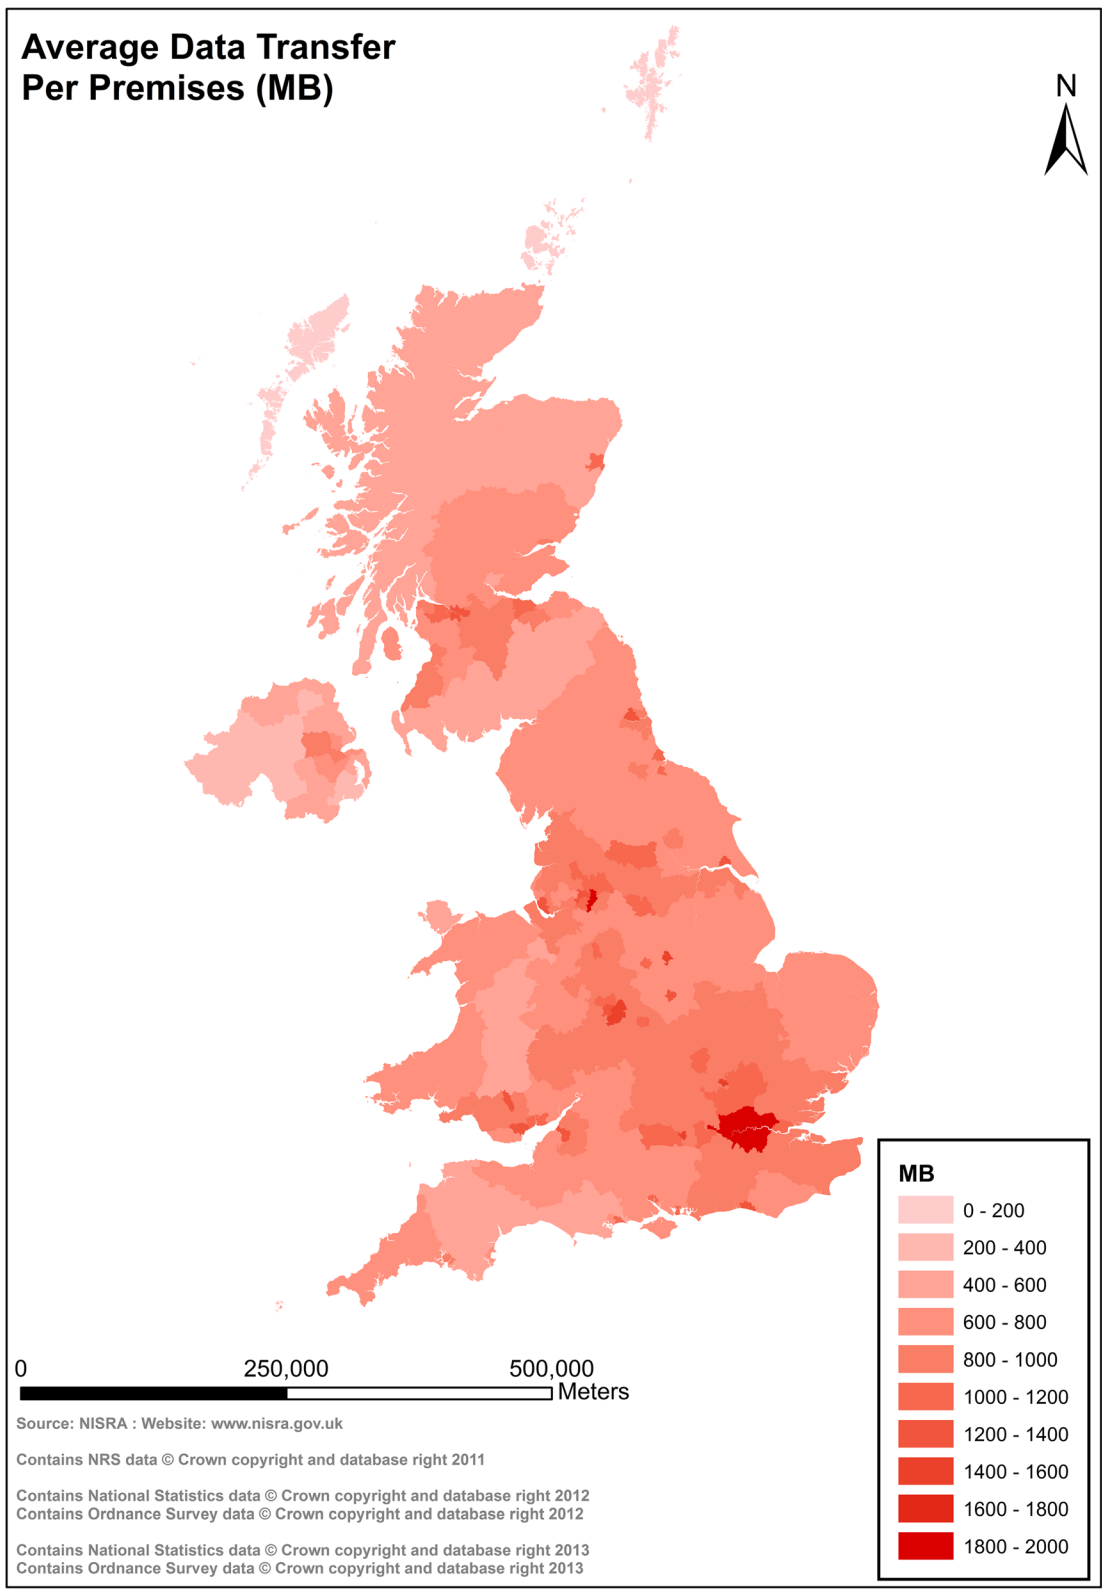 Average Data Transfer
Per Premises (MB)
N
MB
0 - 200
200 - 400
400 - 600
600 - 800
800 - 1000
1000 - 1200
1200 - 1400
1400 - 1600
1600 - 1800
1800 - 2000
0 250,000 500,000
Meters
Source: NISRA : Website: www.nisra.gov.uk
Contains NRS data © Crown copyright and database right 2011
Contains National Statistics data © Crown copyright and database right 2012
Contains Ordnance Survey data © Crown copyright and database right 2012
Contains National Statistics data © Crown copyright and database right 2013
Contains Ordnance Survey data © Crown copyright and database right 2013